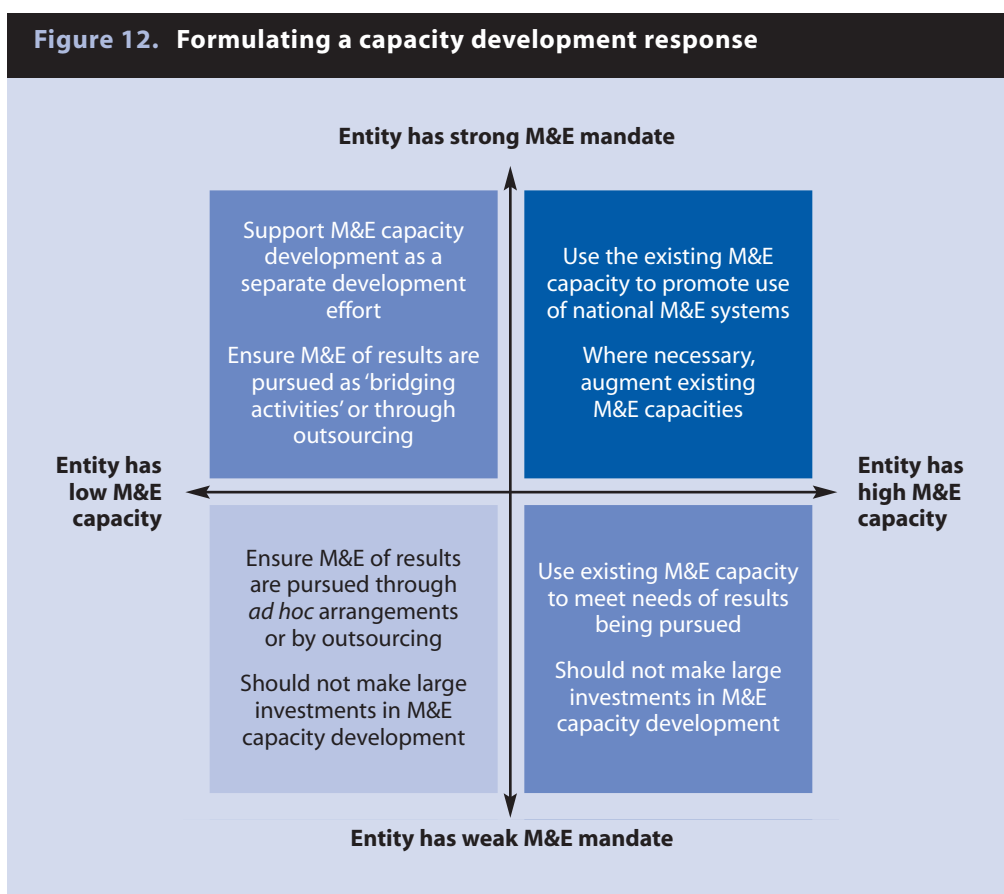 Figure 12. Formulating a capacity development response
Entity has strong M&E mandate
Support M&E capacity
development as a
separate development
effort
Ensure M&E of results are
pursued as ‘bridging
activities’ or through
outsourcing
Use the existing M&E
capacity to promote use
of national M&E systems
Where necessary,
augment existing
M&E capacities
Entity has
low M&E
capacity
Entity has
high M&E
capacity
Ensure M&E of results
are pursued through
ad hoc arrangements
or by outsourcing
Should not make large
investments in M&E
capacity development
Use existing M&E capacity
to meet needs of results
being pursued
Should not make large
investments in M&E
capacity development
Entity has weak M&E mandate